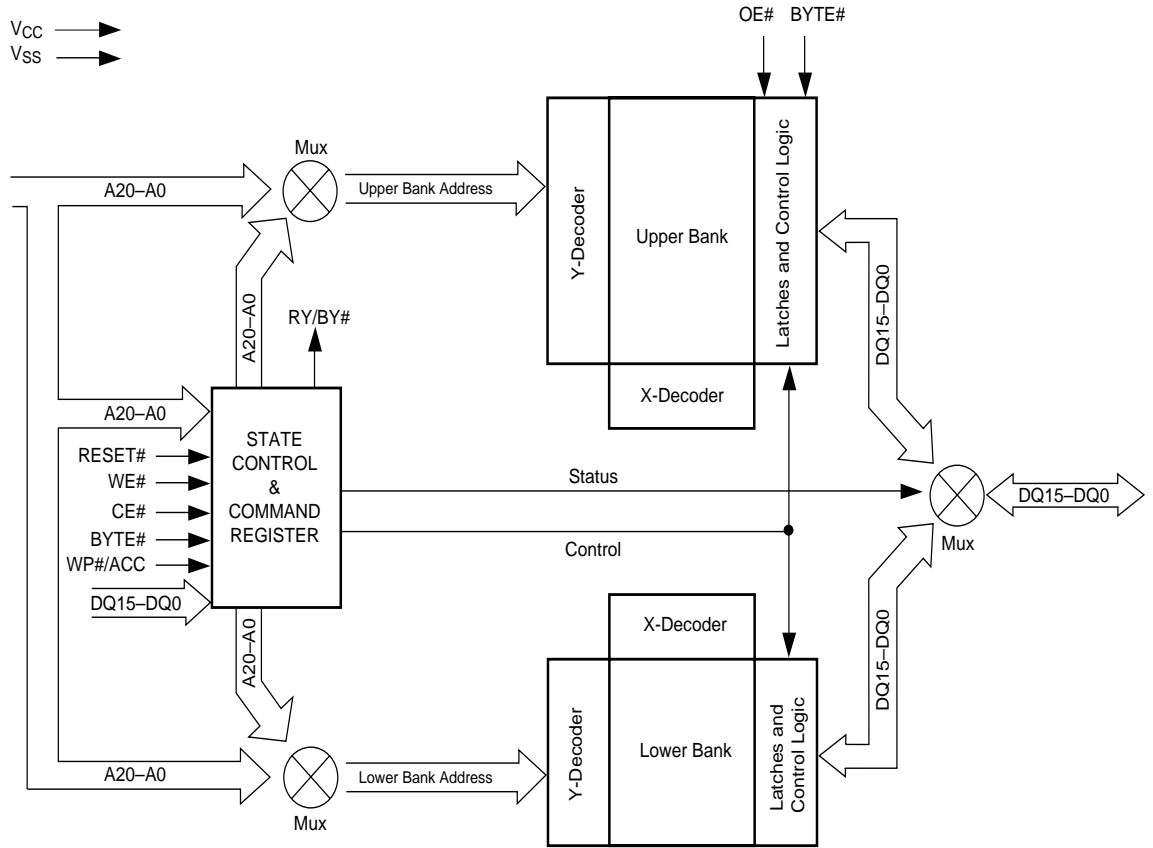 VCC
VSS
OE# BYTE#
Mux
A20–A0
Upper Bank Address
Y-Decoder
Upper Bank
Latches and Control Logic
DQ15–DQ0
A20–A0
RY/BY#
X-Decoder
A20–A0
RESET#
WE#
CE#
BYTE#
WP#/ACC
DQ15–DQ0
STATE
CONTROL
&
COMMAND
REGISTER
Status
Control
DQ15–DQ0
Mux
A20–A0
X-Decoder
DQ15–DQ0
A20–A0
Lower Bank Address
Mux
Y-Decoder
Lower Bank
Latches and
Control Logic